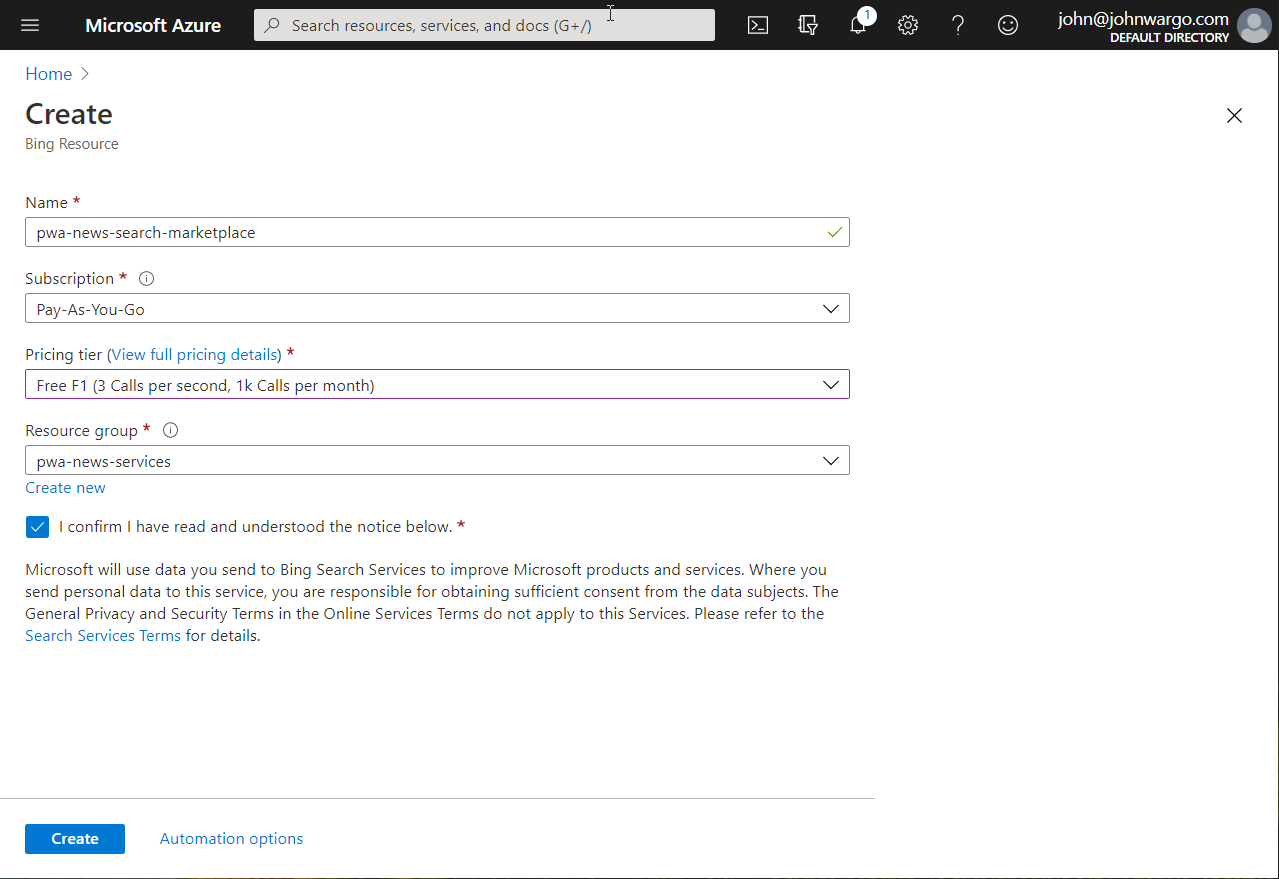 Microsoft Azure
Search resources, services, and docs (G+/)
1
john@johnwargo.com
DEFAULT DIRECTORY
Home
Create
Bing Resource
Name *
pwa-news-search-marketplace
Subscription *
Pay-As-You-Go
Pricing tier (View full pricing details) *
Free F1 (3 Calls per second, 1k Calls per month)
Resource group *
pwa-news-services
Create new
I confirm I have read and understood the notice below. *
Microsoft will use data you send to Bing Search Services to improve Microsoft products and services. Where you
send personal data to this service, you are responsible for obtaining sufficient consent from the data subjects. The
General Privacy and Security Terms in the Online Services Terms do not apply to this Services. Please refer to the
Search Services Terms for details.
Create
Automation options